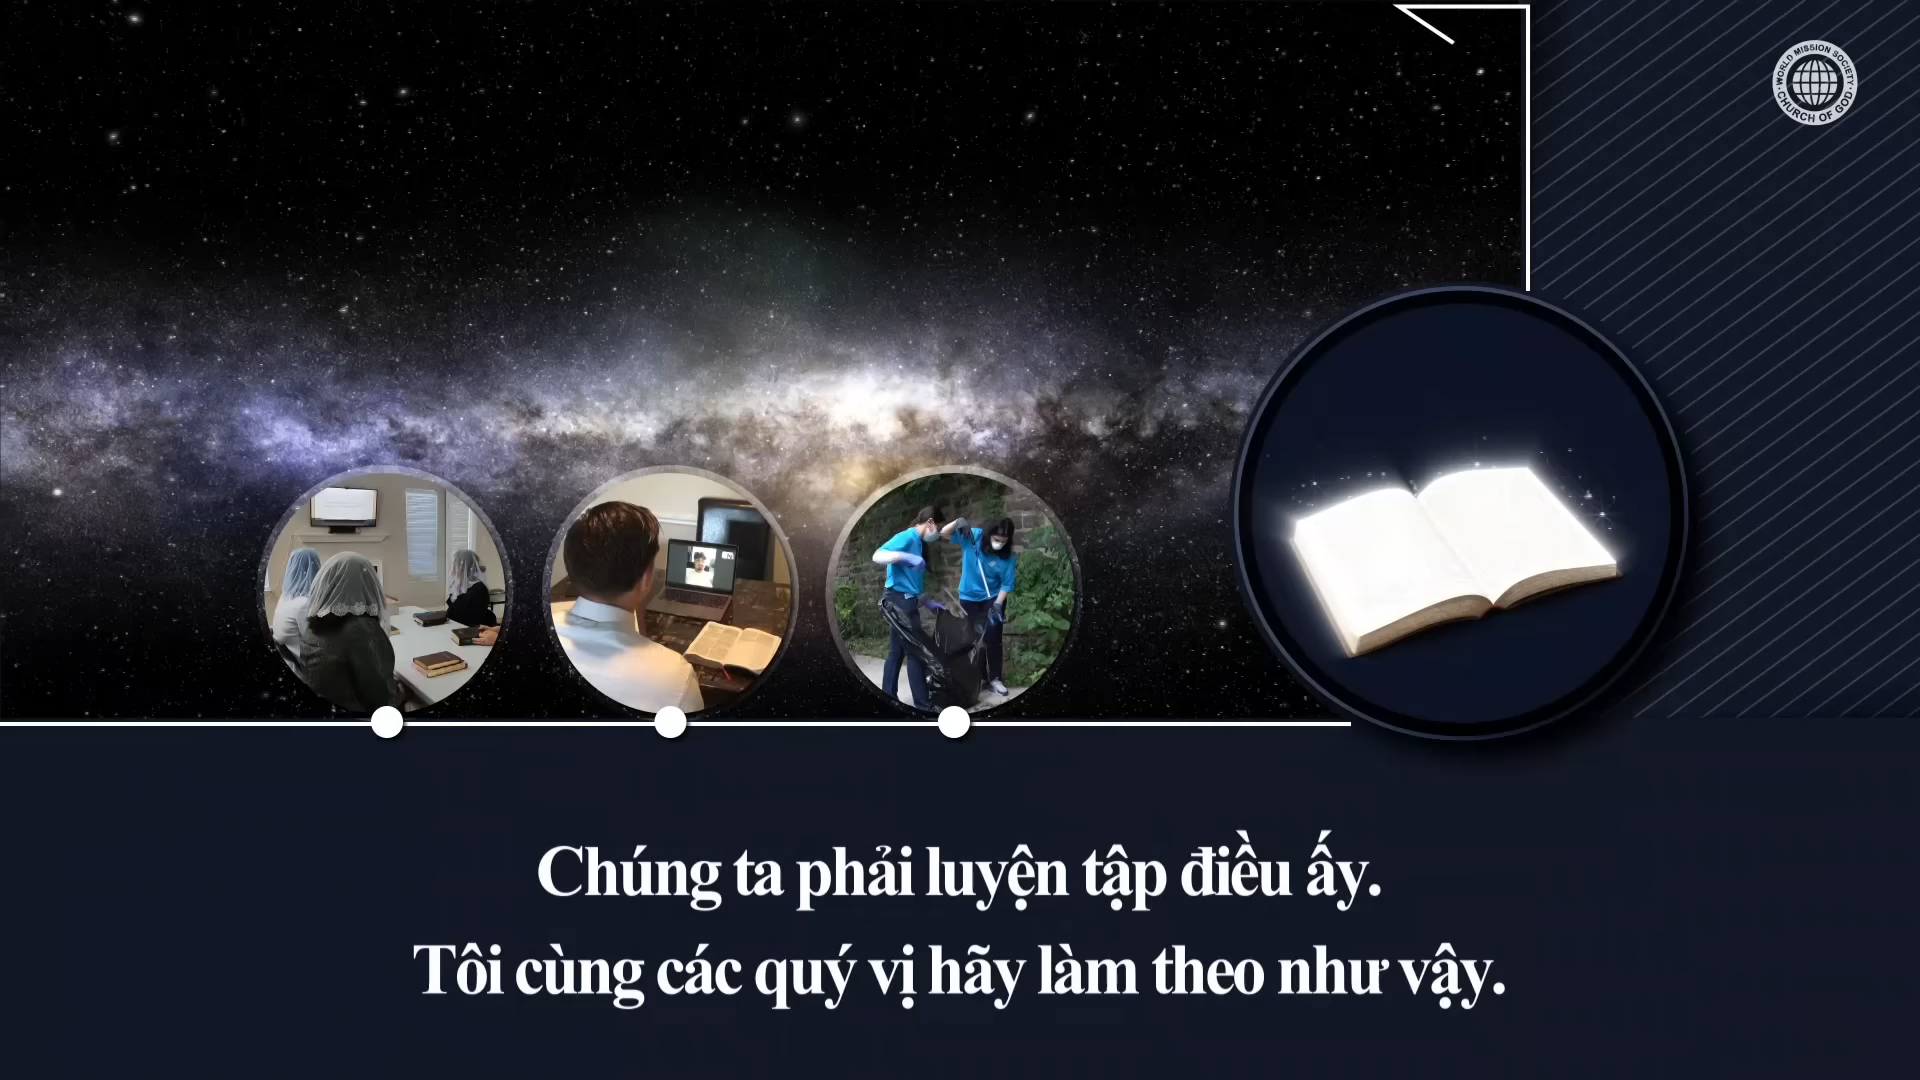 WORLD MISSION SOCIETY
CHURCH OF GOD
Chúng ta phải luyện tập điều ấy.
Tôi cùng các quý vị hãy làm theo như vậy.